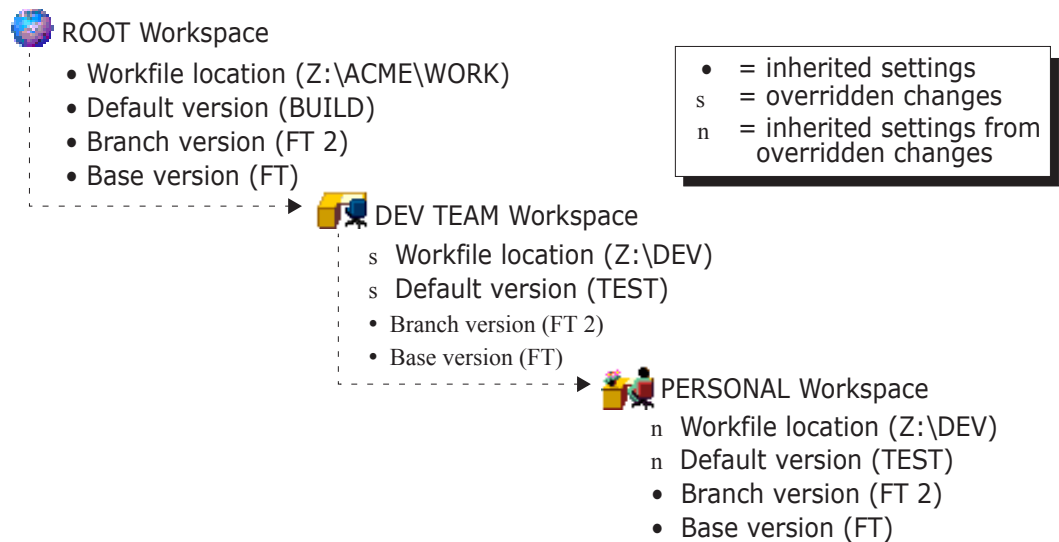 ROOT Workspace
• Workfile location (Z:\ACME\WORK)
• Default version (BUILD)
• Branch version (FT 2)
• Base version (FT)
• = inherited settings
s = overridden changes
n = inherited settings from
overridden changes
DEV TEAM Workspace
s Workfile location (Z:\DEV)
s Default version (TEST)
• Branch version (FT 2)
• Base version (FT)
PERSONAL Workspace
n Workfile location (Z:\DEV)
n Default version (TEST)
• Branch version (FT 2)
• Base version (FT)